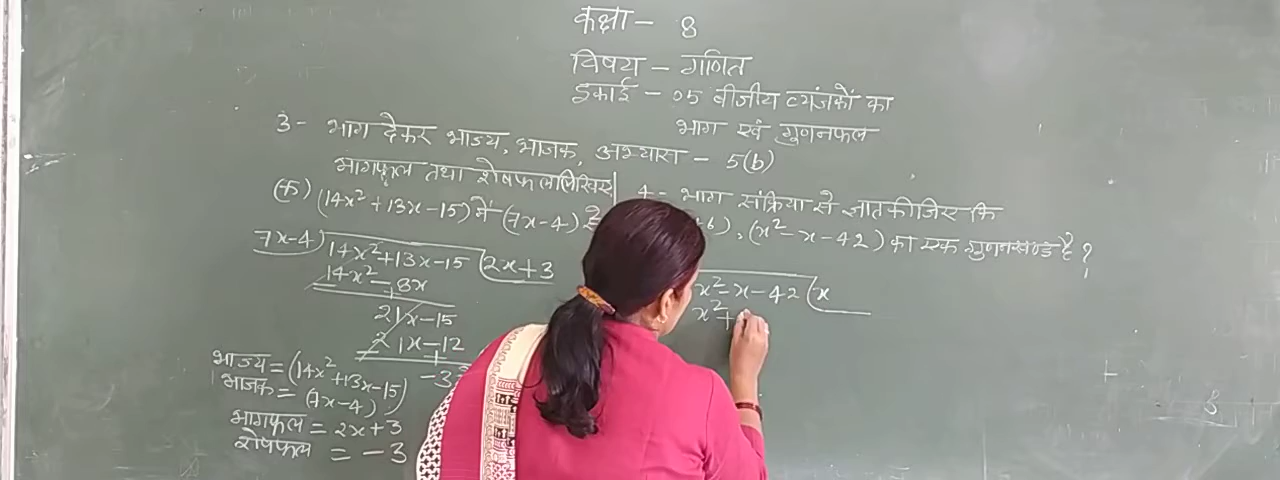 कक्षा - 8
विषय - गणित
इकाई - 05 बीजीय व्यंजकों का
भाग एवं गुणनफल
अभ्यास - 5(b)
3- भाग देकर भाज्य, भाजक,
भागफल तथा शेषफल लिखिए|
(क) (14x²+13x-15) में (7x-4) से
7x-4)14x²+13x-15(2x+3
14x²-8x
+
21x-15
21x-12
+
-3
भाज्य = (14x²+13x-15)
भाजक = (7x-4)
भागफल = 2x+3
शेषफल = -3
4- भाग संक्रिया से ज्ञात कीजिए कि
+6), (x²-x-42) का एक गुणनखण्ड है?
x²-x-42(x
x²+